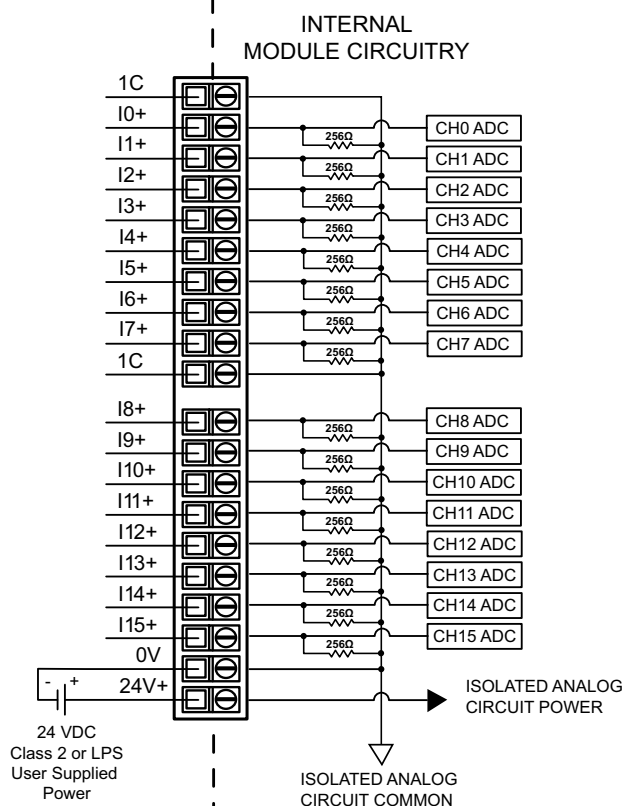 INTERNAL
MODULE CIRCUITRY
1C
I0+
256Ω
CH0 ADC
I1+
256Ω
CH1 ADC
I2+
256Ω
CH2 ADC
I3+
256Ω
CH3 ADC
I4+
256Ω
CH4 ADC
I5+
256Ω
CH5 ADC
I6+
256Ω
CH6 ADC
I7+
256Ω
CH7 ADC
1C
I8+
256Ω
CH8 ADC
I9+
256Ω
CH9 ADC
I10+
256Ω
CH10 ADC
I11+
256Ω
CH11 ADC
I12+
256Ω
CH12 ADC
I13+
256Ω
CH13 ADC
I14+
256Ω
CH14 ADC
I15+
256Ω
CH15 ADC
0V
- +
24V+
ISOLATED ANALOG
CIRCUIT POWER
24 VDC
Class 2 or LPS
User Supplied
Power
ISOLATED ANALOG
CIRCUIT COMMON